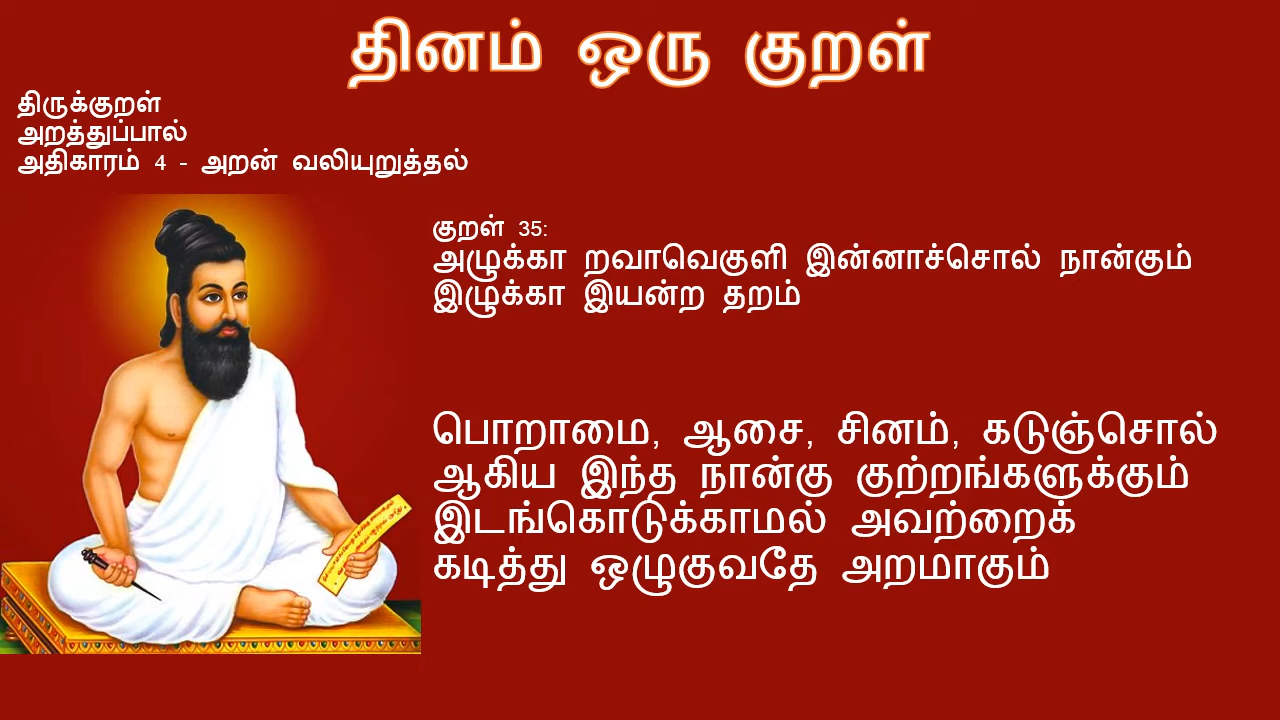 தினம் ஒரு குறள்
திருக்குறள்
அறத்துப்பால்
அதிகாரம் 4 - அறன் வலியுறுத்தல்
குறள் 35:
அழுக்கா றவாவெகுளி இன்னாச்சொல் நான்கும்
இழுக்கா இயன்ற தறம்
பொறாமை, ஆசை, சினம், கடுஞ்சொல்
ஆகிய இந்த நான்கு குற்றங்களுக்கும்
இடங்கொடுக்காமல் அவற்றைக்
கடித்து ஒழுகுவதே அறமாகும்